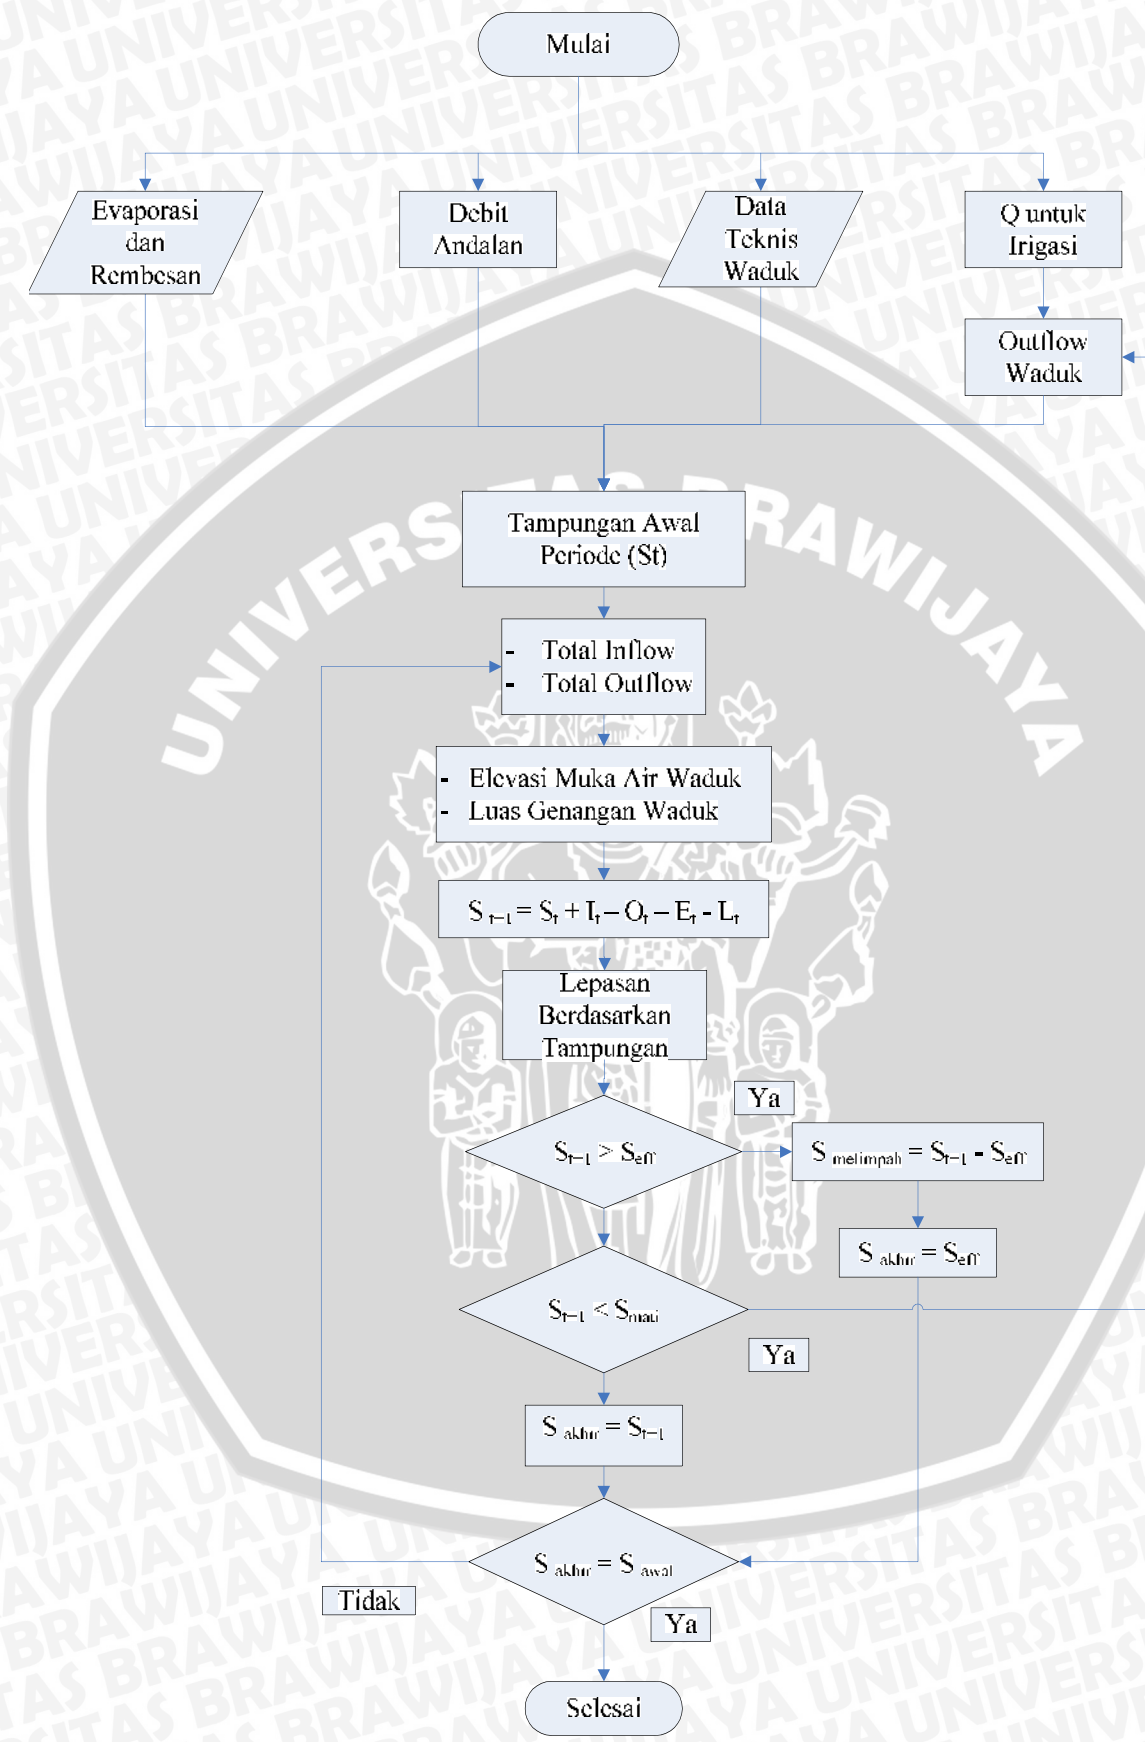 Mulai
Evaporasi
dan
Rembesan
Debit
Andalan
Data
Teknis
Waduk
Q untuk
Irigasi
Outflow
Waduk
UNIVERSITAS BRAWIJAYA
Tampungan Awal
Periode (St)
- Total Inflow
- Total Outflow
- Elevasi Muka Air Waduk
- Luas Genangan Waduk
S t+1 = St + It – Ot – Et - Lt
Lepasan
Berdasarkan
Tampungan
Ya
St+1 > Seff
S melimpah = St+1 - Seff
S akhir = Seff
St+1 < Smati
Ya
S akhir = St+1
S akhir = S awal
Tidak
Ya
Selesai